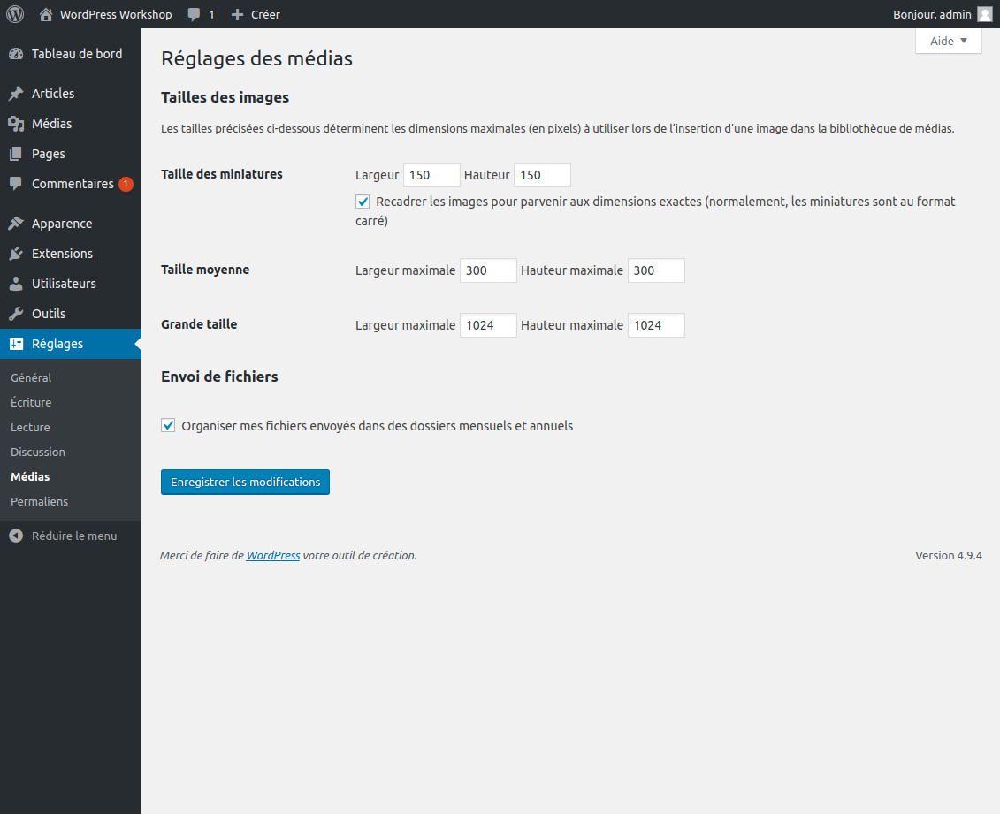 WordPress Workshop 1 Créer Bonjour, admin
Aide
Tableau de bord
Articles
Médias
Pages
Commentaires 1
Apparence
Extensions
Utilisateurs
Outils
Réglages
Général
Écriture
Lecture
Discussion
Médias
Permaliens
Réduire le menu
Réglages des médias
Tailles des images
Les tailles précisées ci-dessous déterminent les dimensions maximales (en pixels) à utiliser lors de l’insertion d’une image dans la bibliothèque de médias.
Taille des miniatures Largeur 150 Hauteur 150
Recadrer les images pour parvenir aux dimensions exactes (normalement, les miniatures sont au format
carré)
Taille moyenne Largeur maximale 300 Hauteur maximale 300
Grande taille Largeur maximale 1024 Hauteur maximale 1024
Envoi de fichiers
Organiser mes fichiers envoyés dans des dossiers mensuels et annuels
Enregistrer les modifications
Merci de faire de WordPress votre outil de création. Version 4.9.4